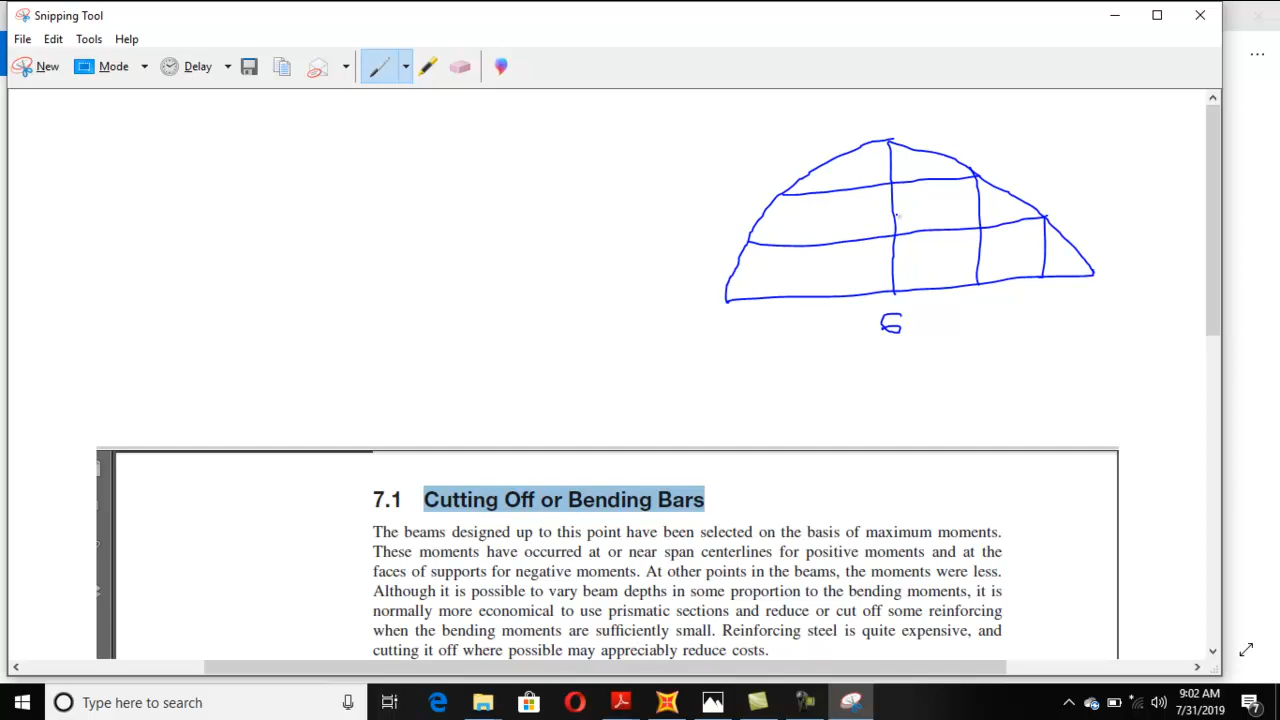 Snipping Tool
File Edit Tools Help
New Mode Delay
6
7.1 Cutting Off or Bending Bars
The beams designed up to this point have been selected on the basis of maximum moments.
These moments have occurred at or near span centerlines for positive moments and at the
faces of supports for negative moments. At other points in the beams, the moments were less.
Although it is possible to vary beam depths in some proportion to the bending moments, it is
normally more economical to use prismatic sections and reduce or cut off some reinforcing
when the bending moments are sufficiently small. Reinforcing steel is quite expensive, and
cutting it off where possible may appreciably reduce costs.
Type here to search
9:02 AM
7/31/2019
7